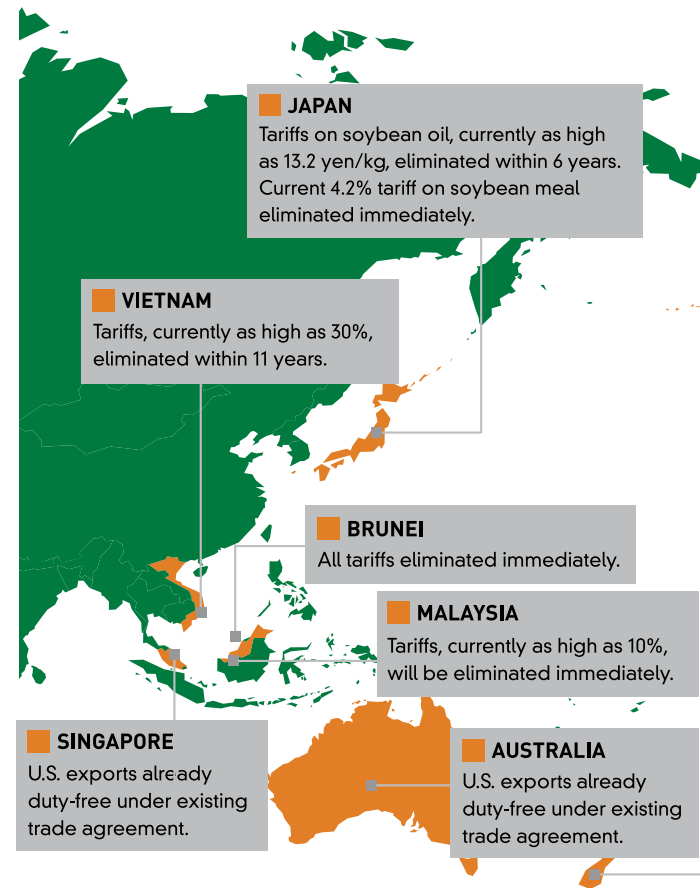 JAPAN
Tariffs on soybean oil, currently as high
as 13.2 yen/kg, eliminated within 6 years.
Current 4.2% tariff on soybean meal
eliminated immediately.
VIETNAM
Tariffs, currently as high as 30%,
eliminated within 11 years.
BRUNEI
All tariffs eliminated immediately.
MALAYSIA
Tariffs, currently as high as 10%,
will be eliminated immediately.
SINGAPORE
U.S. exports already
duty-free under existing
trade agreement.
AUSTRALIA
U.S. exports already
duty-free under existing
trade agreement.